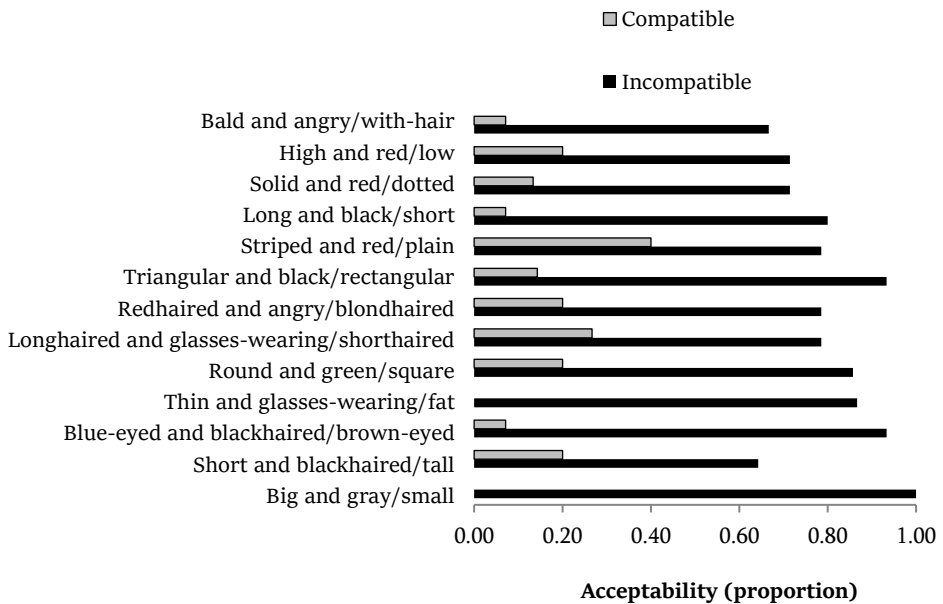 Compatible
Incompatible
Bald and angry/with-hair
High and red/low
Solid and red/dotted
Long and black/short
Striped and red/plain
Triangular and black/rectangular
Redhaired and angry/blondhaired
Longhaired and glasses-wearing/shorthaired
Round and green/square
Thin and glasses-wearing/fat
Blue-eyed and blackhaired/brown-eyed
Short and blackhaired/tall
Big and gray/small
0.00 0.20 0.40 0.60 0.80 1.00
Acceptability (proportion)